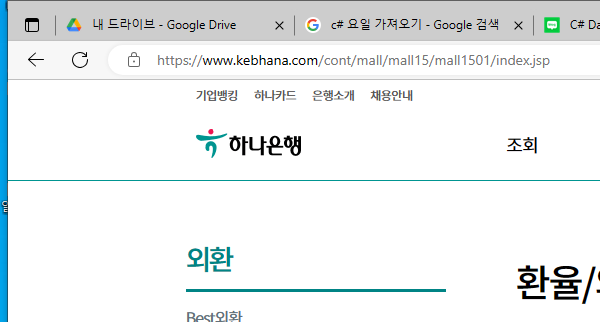 내 드라이브 - Google Drive
c# 요일 가져오기 - Google 검색
C# Da
https://www.kebhana.com/cont/mall/mall15/mall1501/index.jsp
기업뱅킹 하나카드 은행소개 채용안내
하나은행
조회
외환
환율/
Best외환